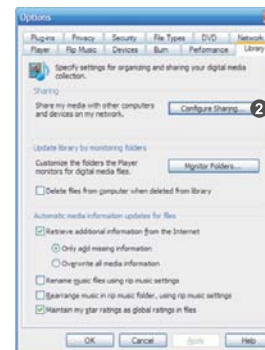 Options
Plug-ins Privacy Security File Types DVD Network
Player Rip Music Devices Burn Performance Library
Specify settings for organizing and sharing your digital media
collection.
Sharing
Share my media with other computers
and devices on my network.
Configure Sharing...
2
Update library by monitoring folders
Customize the folders the Player
monitors for digital media files.
Monitor Folders...
Delete files from computer when deleted from library
Automatic media information updates for files
Retrieve additional information from the Internet
Only add missing information
Overwrite all media information
Rename music files using rip music settings
Rearrange music in rip music folder, using rip music settings
Maintain my star ratings as global ratings in files
OK Cancel Apply Help